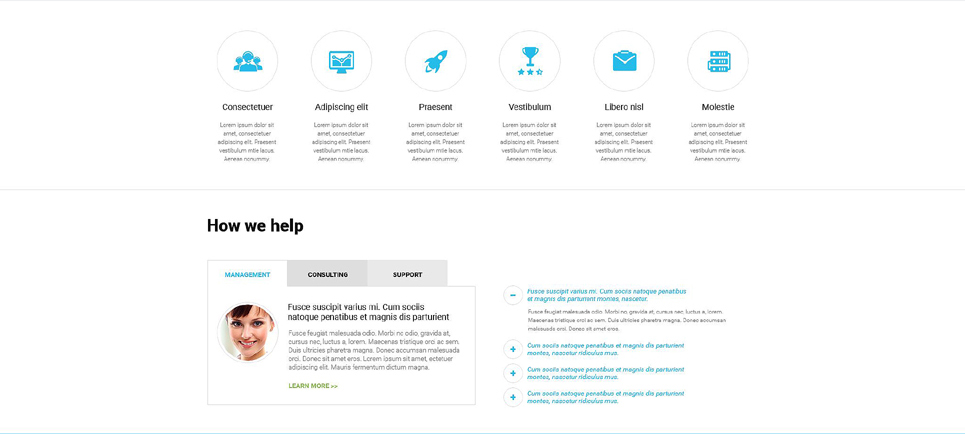 Consectetuer
Adipiscing elit
Praesent
Vestibulum
Libero nisl
Molestie
Lorem ipsum dolor sit
amet, consectetuer
adipiscing elit. Praesent
vestibulum mtie lacus.
Aenean nonummy.
Lorem ipsum dolor sit
amet, consectetuer
adipiscing elit. Praesent
vestibulum mtie lacus.
Aenean nonummy.
Lorem ipsum dolor sit
amet, consectetuer
adipiscing elit. Praesent
vestibulum mtie lacus.
Aenean nonummy.
Lorem ipsum dolor sit
amet, consectetuer
adipiscing elit. Praesent
vestibulum mtie lacus.
Aenean nonummy.
Lorem ipsum dolor sit
amet, consectetuer
adipiscing elit. Praesent
vestibulum mtie lacus.
Aenean nonummy.
Lorem ipsum dolor sit
amet, consectetuer
adipiscing elit. Praesent
vestibulum mtie lacus.
Aenean nonummy.
How we help
MANAGEMENT
CONSULTING
SUPPORT
Fusce suscipit varius mi. Cum sociis
natoque penatibus et magnis dis parturient
Fusce feugiat malesuada odio. Morbi nc odio, gravida at,
cursus nec, luctus a, lorem. Maecenas tristique orci ac sem.
Duis ultricies pharetra magna. Donec accumsan malesuada
orci. Donec sit amet eros. Lorem ipsum sit amet, ectetuer
adipiscing elit. Mauris fermentum dictum magna.
LEARN MORE >>
Fusce suscipit varius mi. Cum sociis natoque penatibus
et magnis dis parturient montes, nascetur.
Fusce feugiat malesuada odio. Morbi no odio, gravida at, cursus nec, luctus a, lorem.
Maecenas tristique orci ac sem. Duis ultricies pharetra magna. Donec accumsan
malesuada orci. Donec sit amet eros.
Cum sociis natoque penatibus et magnis dis parturient
montes, nascetur ridiculus mus.
Cum sociis natoque penatibus et magnis dis parturient
montes, nascetur ridiculus mus.
Cum sociis natoque penatibus et magnis dis parturient
montes, nascetur ridiculus mus.